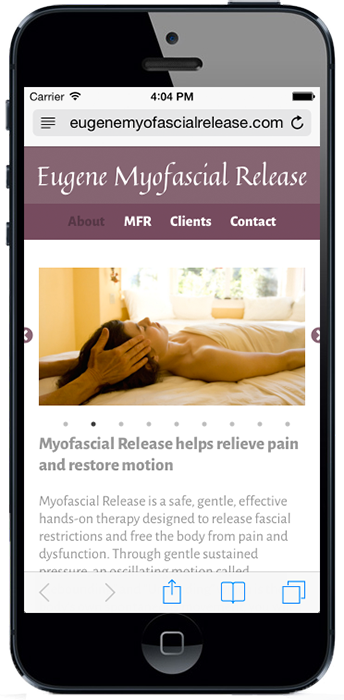 Carrier 4:04 PM
eugenemyofascialrelease.com
Eugene Myofascial Release
About MFR Clients Contact
Myofascial Release helps relieve pain
and restore motion
Myofascial Release is a safe, gentle, effective
hands-on therapy designed to release fascial
restrictions and free the body from pain and
dysfunction. Through gentle sustained
pressure, an oscillating motion called